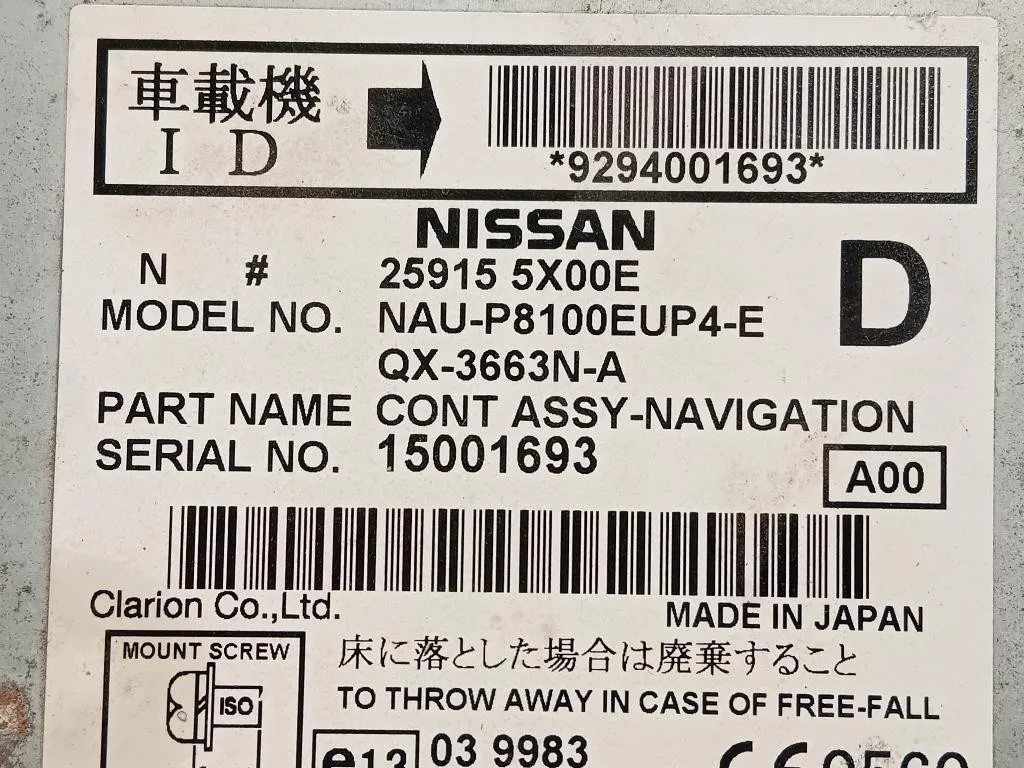 車載機
ID
*9294001693*
NISSAN
N # 25915 5X00E
D
MODEL NO. NAU-P8100EUP4-E
QX-3663N-A
PART NAME CONT ASSY-NAVIGATION
SERIAL NO. 15001693
A00
Clarion Co.,Ltd.
MADE IN JAPAN
MOUNT SCREW
ISO
床に落とした場合は廃棄すること
TO THROW AWAY IN CASE OF FREE-FALL
e13
03 9983